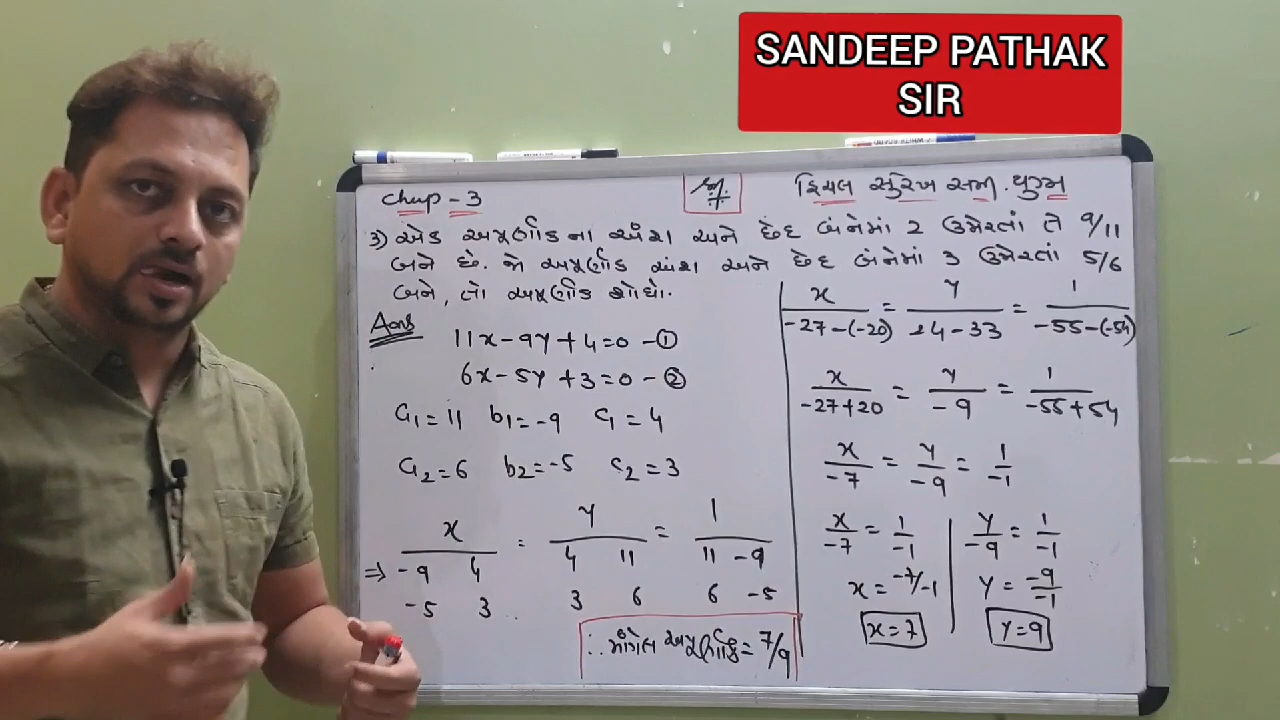 SANDEEP PATHAK
SIR
Chap - 3
દ્વિચલ સુરેખ સમી. યુગ્મ
3) એક અપૂર્ણાંક ના અંશ અને છેદ બંનેમાં 2 ઉમેરતાં તે 9/11
બને છે. જો અપૂર્ણાંક અંશ અને છેદ બંનેમાં 3 ઉમેરતાં 5/6
બને, તો અપૂર્ણાંક શોધો.
Ans
11x - 9y + 4 = 0 - ①
6x - 5y + 3 = 0 - ②
a₁ = 11 b₁ = -9 c₁ = 4
a₂ = 6 b₂ = -5 c₂ = 3
x = y = 1
⇒ -9 4 4 11 11 -9
-5 3 3 6 6 -5
x/-27-(-20) = y/24-33 = 1/-55-(-54)
x/-27+20 = y/-9 = 1/-55+54
x/-7 = y/-9 = 1/-1
x/-7 = 1/-1
x = -7/-1
x = 7
y/-9 = 1/-1
y = -9/-1
y = 9
∴ માંગેલ અપૂર્ણાંક = 7/9